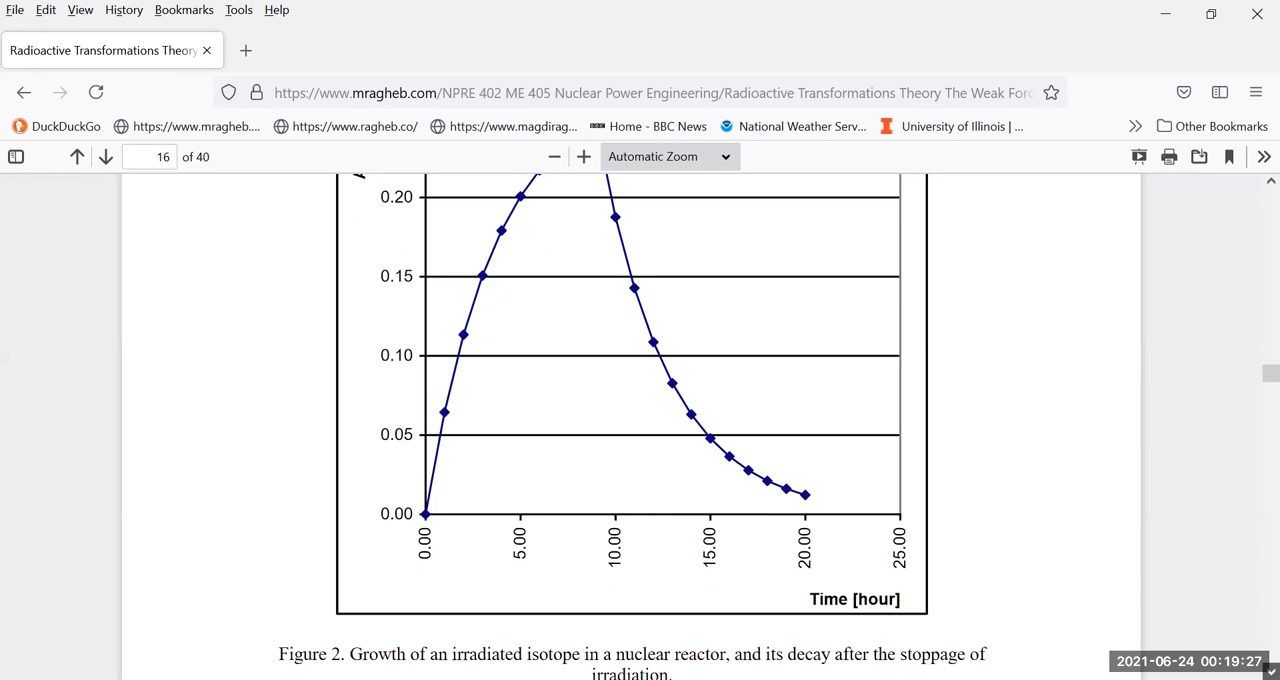 File Edit View History Bookmarks Tools Help
Radioactive Transformations Theory
https://www.mragheb.com/NPRE 402 ME 405 Nuclear Power Engineering/Radioactive Transformations Theory The Weak Forc
DuckDuckGo https://www.mragheb.... https://www.ragheb.co/ https://www.magdirag... Home - BBC News National Weather Serv... University of Illinois | ... Other Bookmarks
16 of 40 Automatic Zoom
0.20
0.15
0.10
0.05
0.00
0.00 5.00 10.00 15.00 20.00 25.00
Time [hour]
Figure 2. Growth of an irradiated isotope in a nuclear reactor, and its decay after the stoppage of
irradiation.
2021-06-24 00:19:27